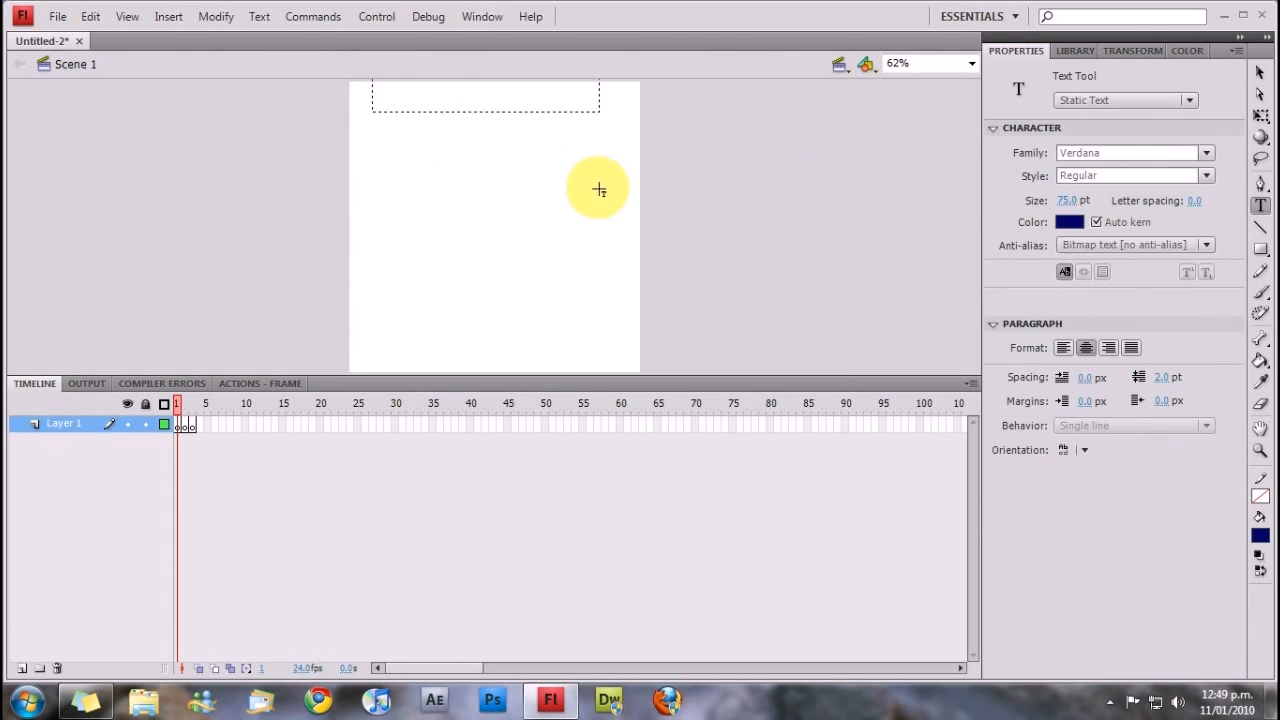 Fl File Edit View Insert Modify Text Commands Control Debug Window Help ESSENTIALS
Untitled-2* ×
Scene 1 62%
PROPERTIES LIBRARY TRANSFORM COLOR
T Text Tool
Static Text
CHARACTER
Family: Verdana
Style: Regular
Size: 75.0 pt Letter spacing: 0.0
Color: Auto kern
Anti-alias: Bitmap text [no anti-alias]
PARAGRAPH
Format:
Spacing: 0.0 px 2.0 pt
Margins: 0.0 px 0.0 px
Behavior: Single line
Orientation:
TIMELINE OUTPUT COMPILER ERRORS ACTIONS - FRAME
1 5 10 15 20 25 30 35 40 45 50 55 60 65 70 75 80 85 90 95 100 10
Layer 1
1 24.0fps 0.0s
Ae Ps Fl Dw
12:49 p.m.
11/01/2010